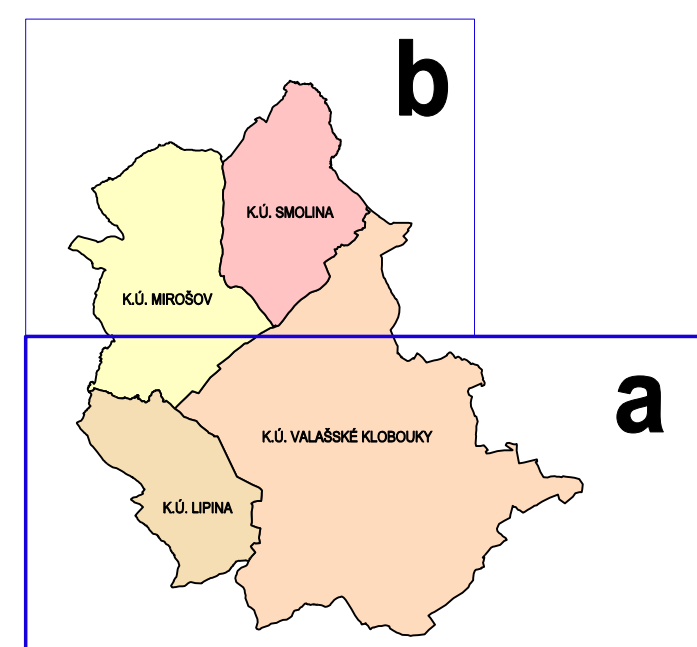 b
K.Ú. SMOLINA
K.Ú. MIROŠOV
a
K.Ú. VALAŠSKÉ KLOBOUKY
K.Ú. LIPINA